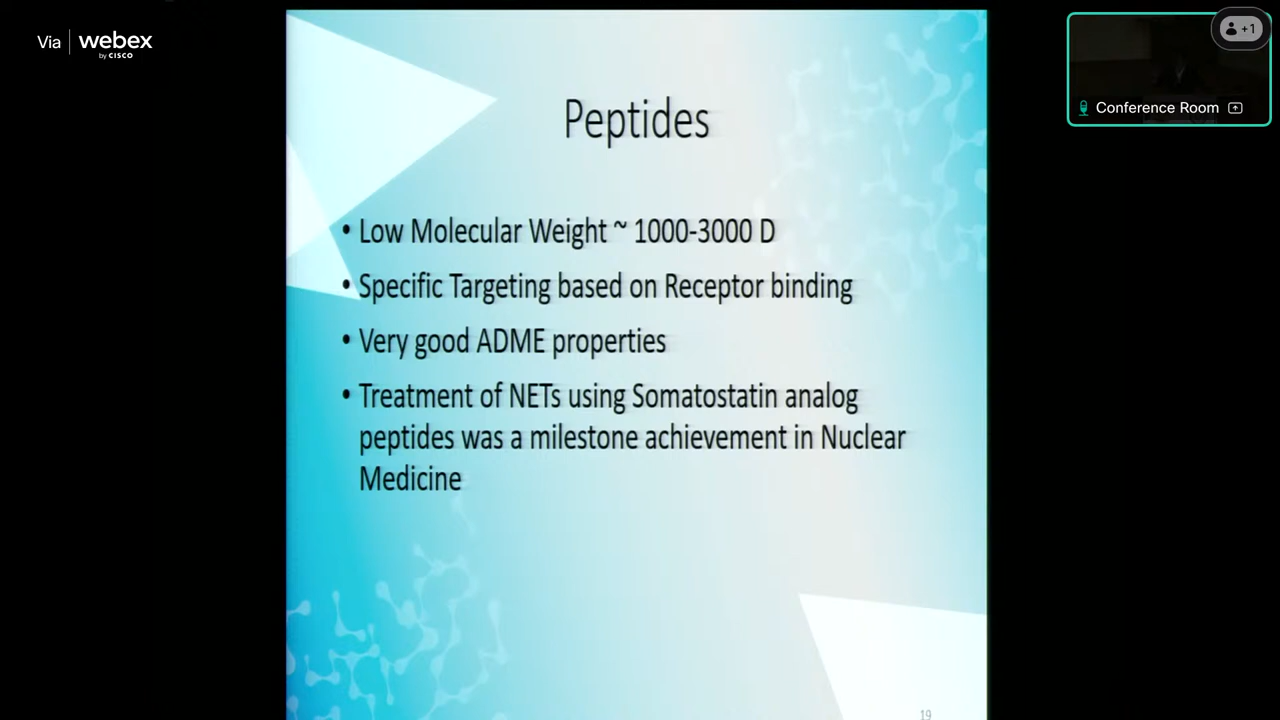 Via webex
by CISCO
+1
Conference Room
Peptides
• Low Molecular Weight ~ 1000-3000 D
• Specific Targeting based on Receptor binding
• Very good ADME properties
• Treatment of NETs using Somatostatin analog
peptides was a milestone achievement in Nuclear
Medicine
19